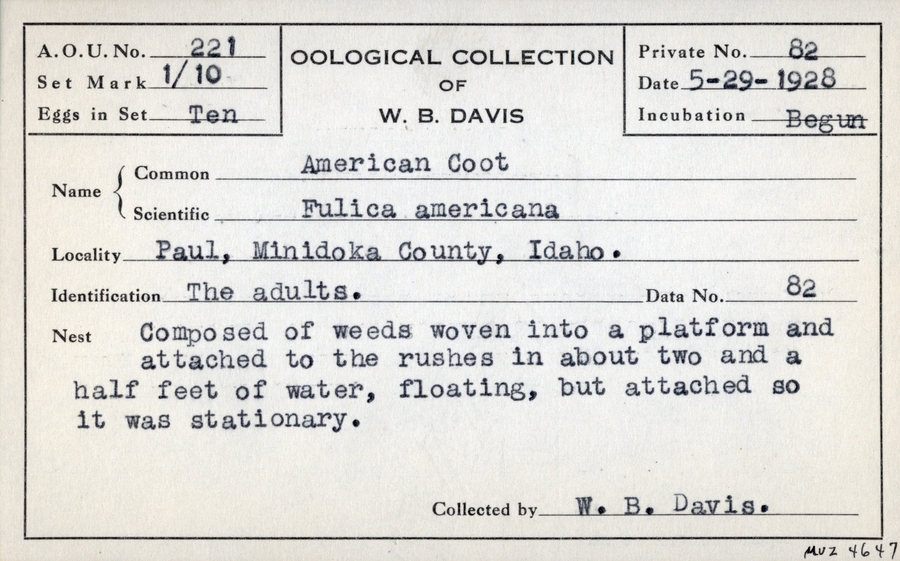 A.O.U. No. 221
Set Mark 1/10
Eggs in Set Ten
OOLOGICAL COLLECTION
OF
W. B. DAVIS
Private No. 82
Date 5-29-1928
Incubation Begun
Name
Common American Coot
Scientific Fulica americana
Locality Paul, Minidoka County, Idaho.
Identification The adults. Data No. 82
Nest Composed of weeds woven into a platform and
attached to the rushes in about two and a
half feet of water, floating, but attached so
it was stationary.
Collected by W. B. Davis.
MVZ 4647